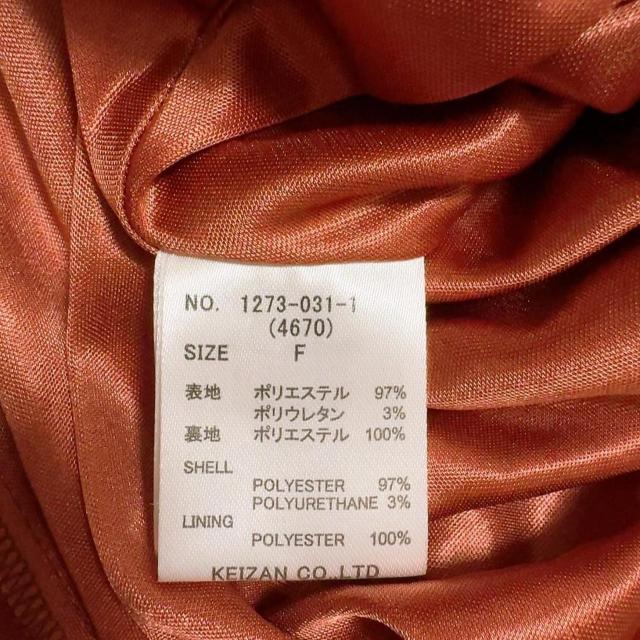 NO. 1273-031-1
(4670)
SIZE F
表地 ポリエステル 97%
ポリウレタン 3%
裏地 ポリエステル 100%
SHELL
POLYESTER 97%
POLYURETHANE 3%
LINING
POLYESTER 100%
KEIZAN CO.,LTD